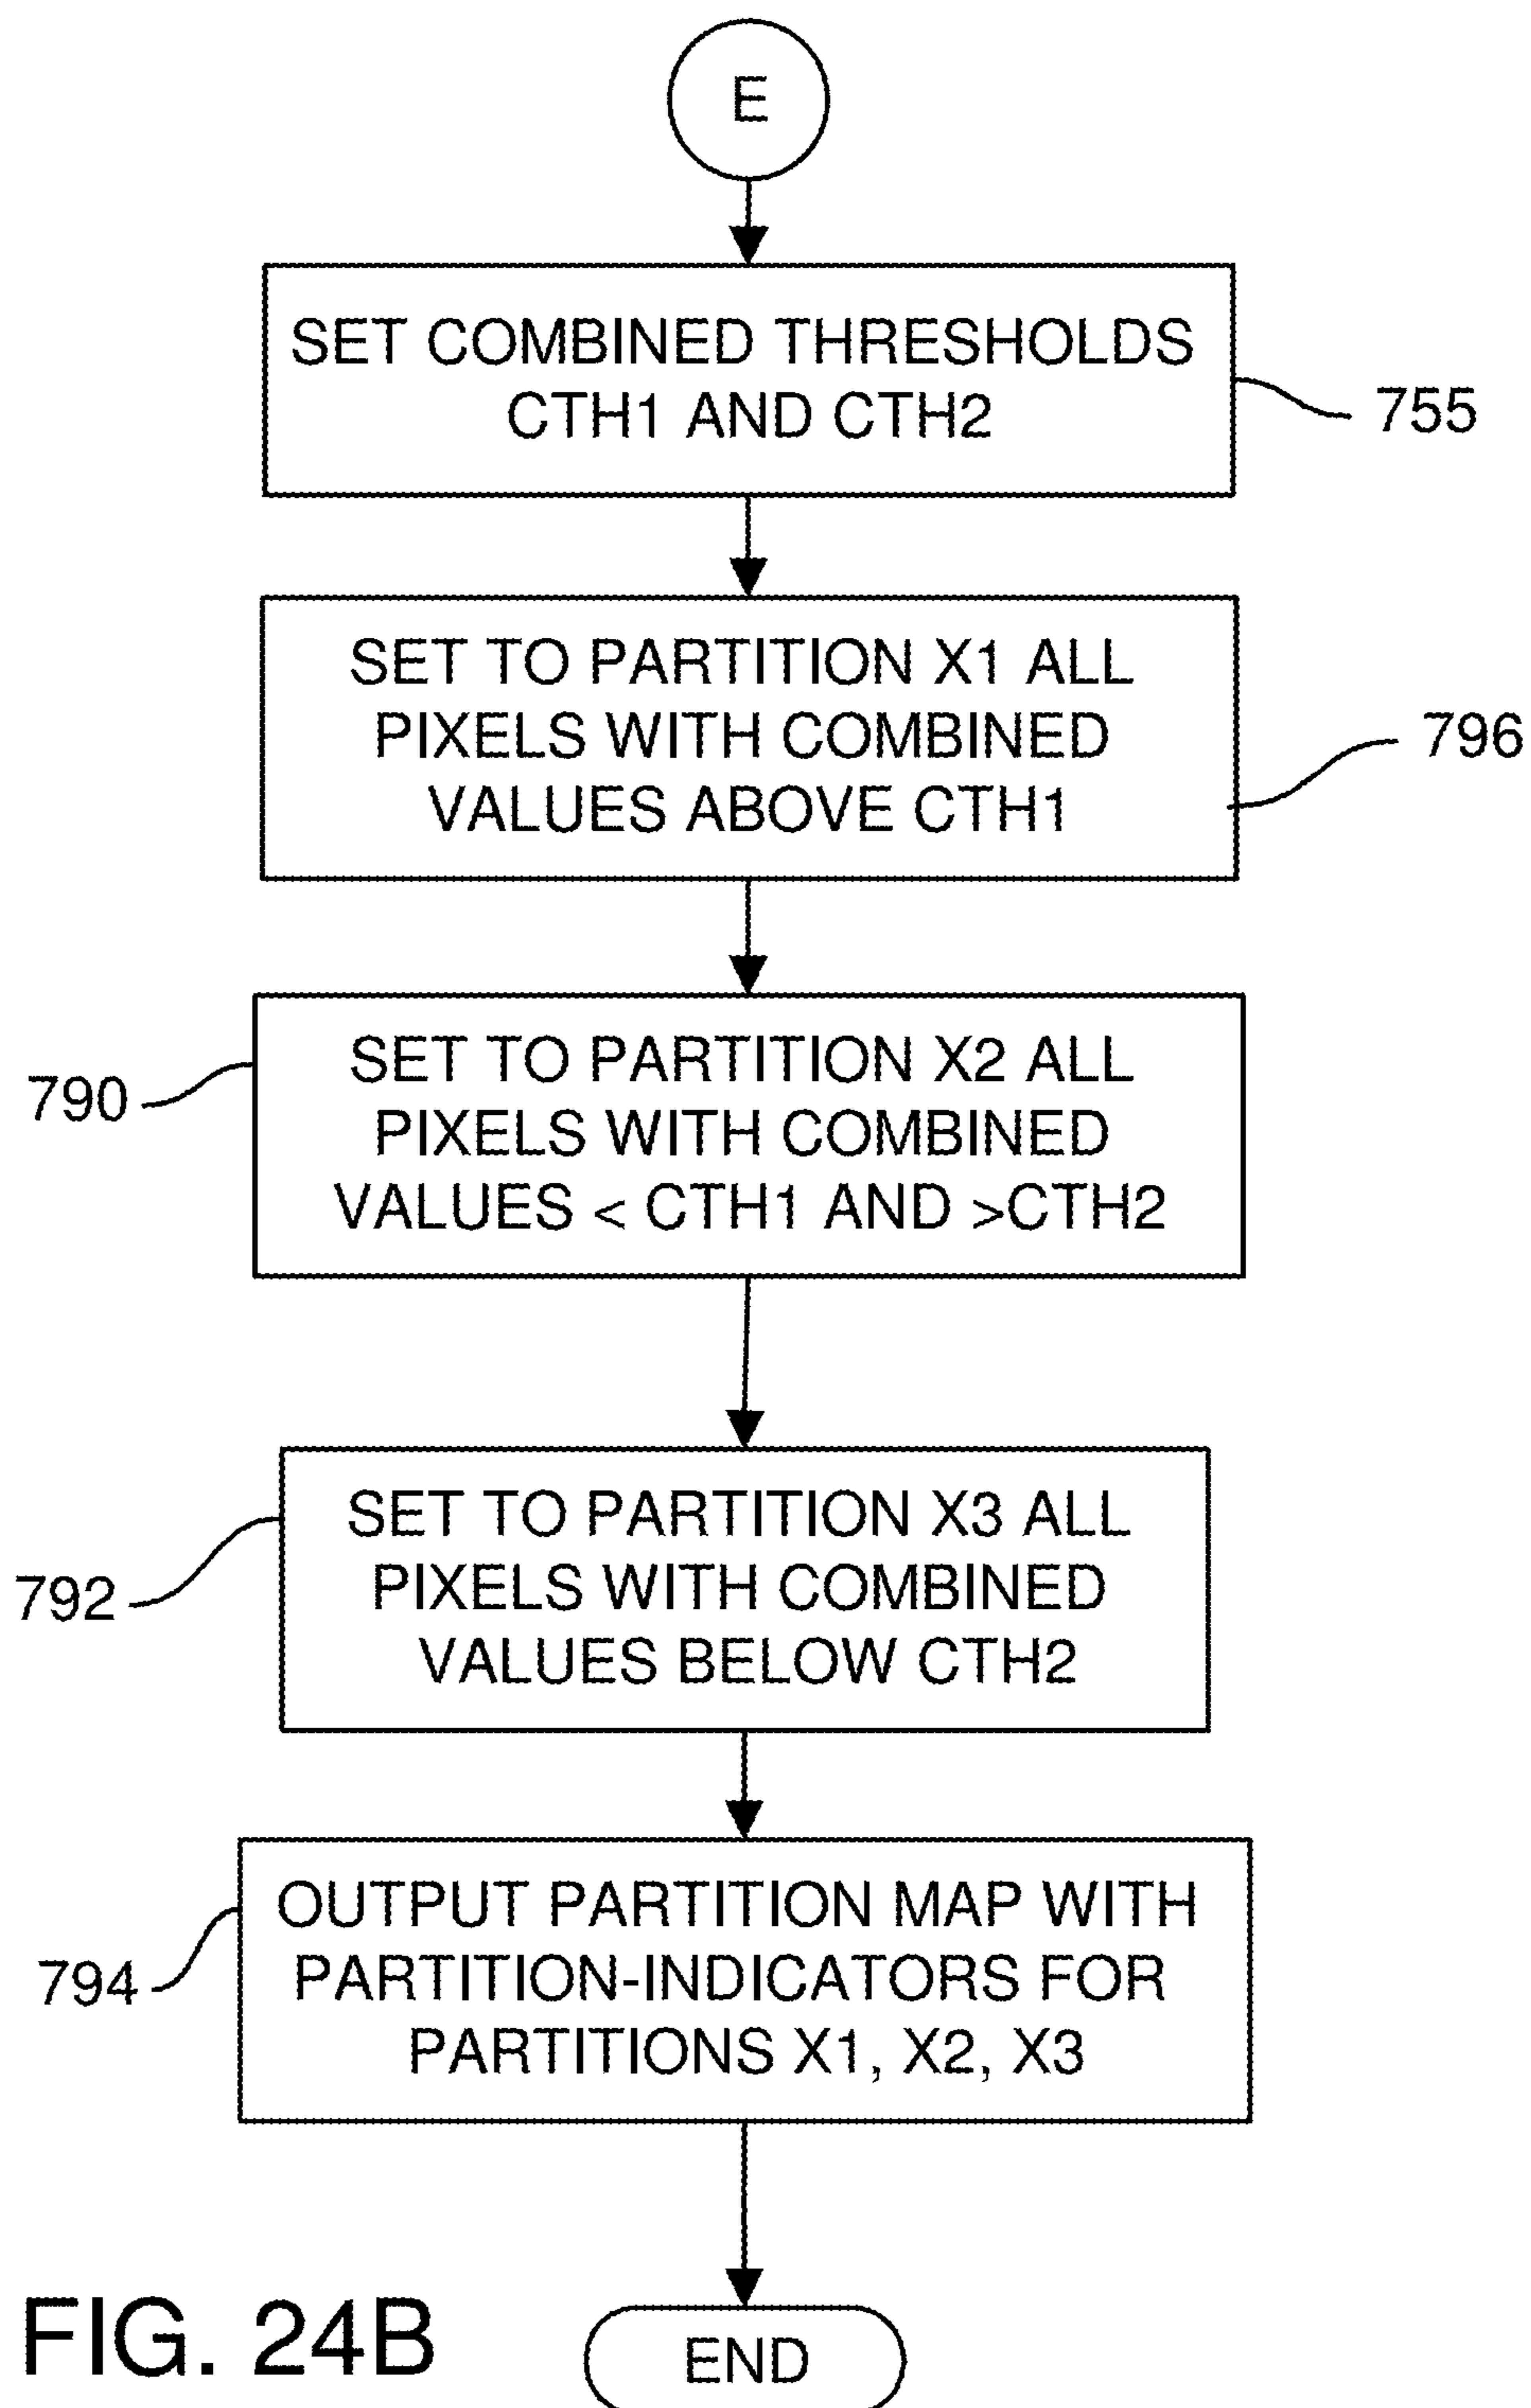 E
SET COMBINED THRESHOLDS
CTH1 AND CTH2
755
SET TO PARTITION X1 ALL
PIXELS WITH COMBINED
VALUES ABOVE CTH1
796
SET TO PARTITION X2 ALL
PIXELS WITH COMBINED
VALUES < CTH1 AND >CTH2
790
SET TO PARTITION X3 ALL
PIXELS WITH COMBINED
VALUES BELOW CTH2
792
OUTPUT PARTITION MAP WITH
PARTITION-INDICATORS FOR
PARTITIONS X1, X2, X3
794
END
FIG. 24B